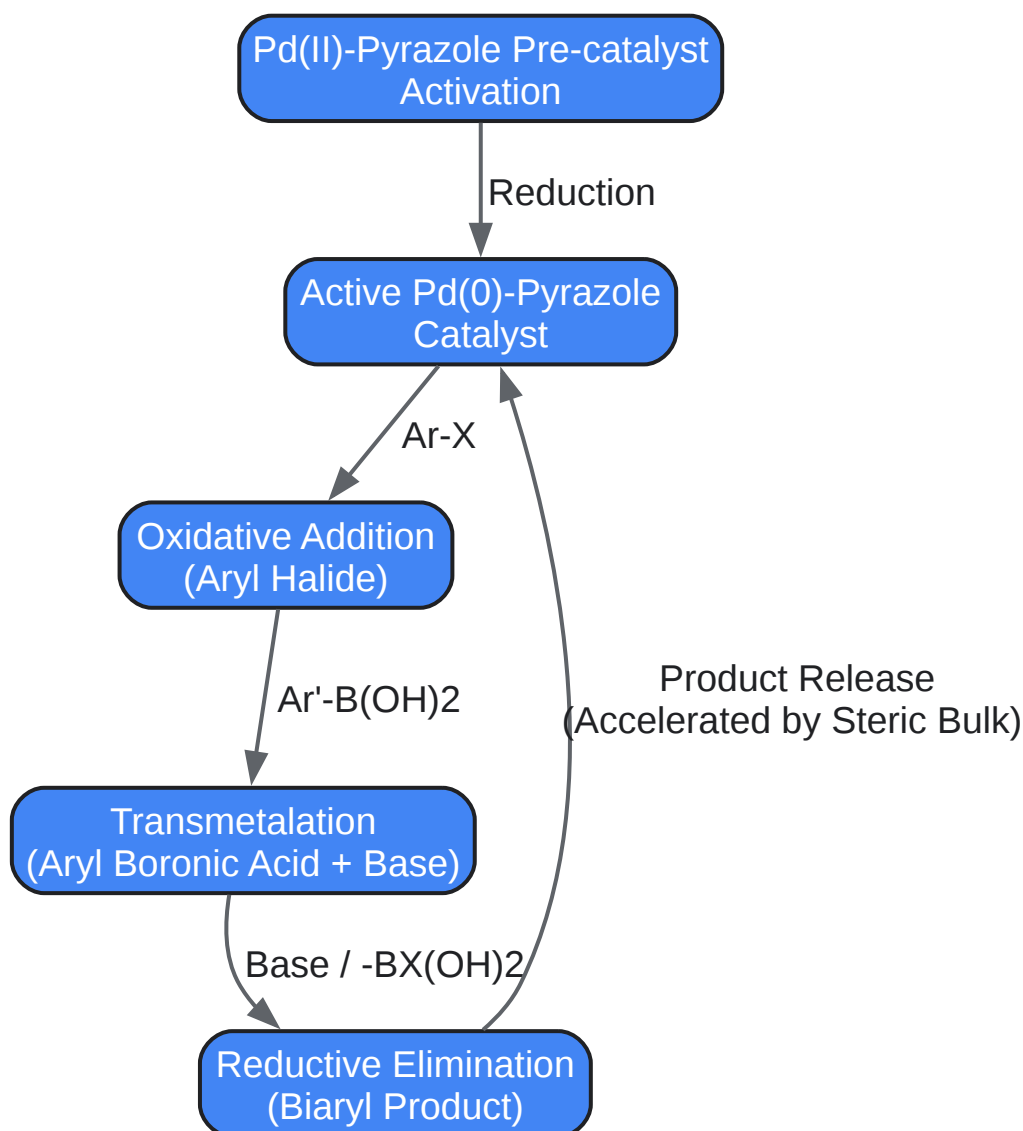 Pd(II)-Pyrazole Pre-catalyst
Activation
Reduction
Active Pd(0)-Pyrazole
Catalyst
Ar-X
Oxidative Addition
(Aryl Halide)
Ar'-B(OH)2
Product Release
(Accelerated by Steric Bulk)
Transmetalation
(Aryl Boronic Acid + Base)
Base / -BX(OH)2
Reductive Elimination
(Biaryl Product)